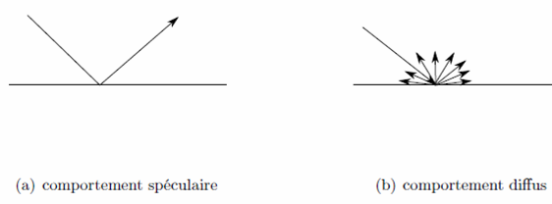 (a) comportement spéculaire
(b) comportement diffus